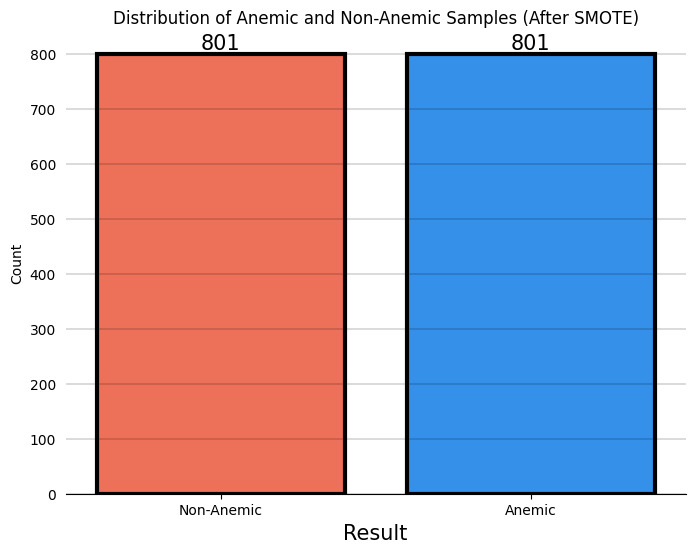 Distribution of Anemic and Non-Anemic Samples (After SMOTE)
801 801
800
700
600
500
400
300
200
100
0
Count
Non-Anemic Anemic
Result